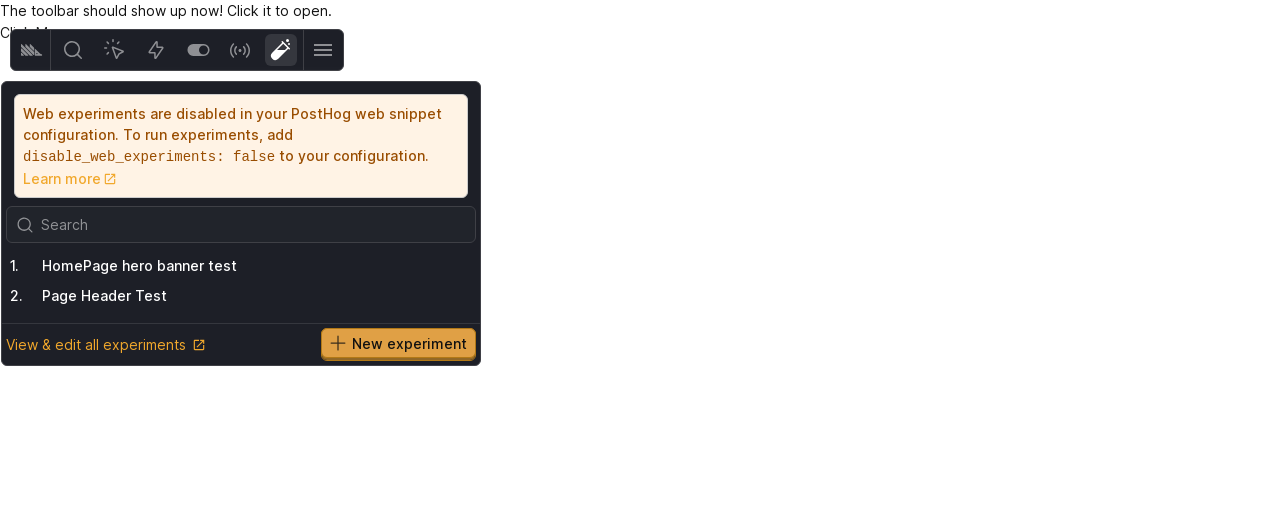 The toolbar should show up now! Click it to open.
Web experiments are disabled in your PostHog web snippet
configuration. To run experiments, add
disable_web_experiments: false to your configuration.
Learn more
Search
1. HomePage hero banner test
2. Page Header Test
View & edit all experiments
New experiment